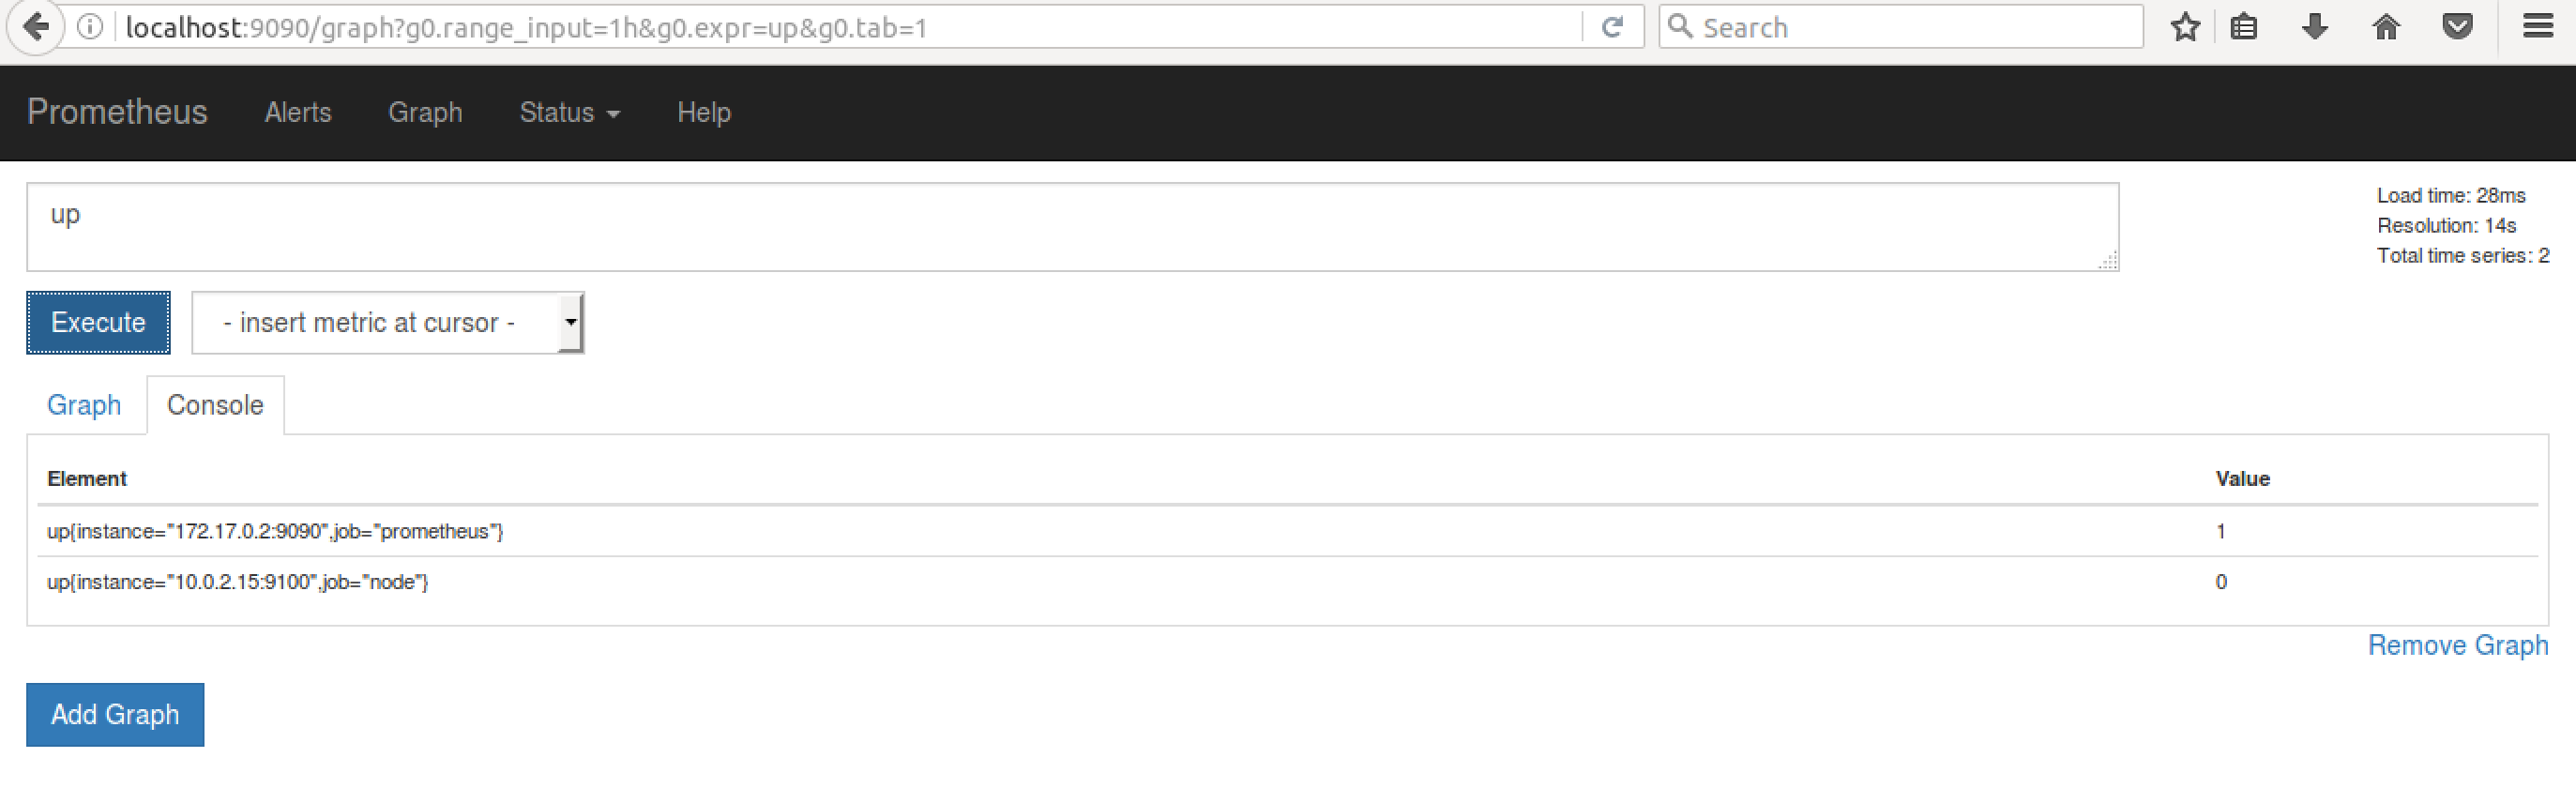 localhost:9090/graph?g0.range_input=1h&g0.expr=up&g0.tab=1
Search
Prometheus Alerts Graph Status Help
up
Load time: 28ms
Resolution: 14s
Total time series: 2
Execute
- insert metric at cursor -
Graph Console
Element Value
up{instance="172.17.0.2:9090",job="prometheus"} 1
up{instance="10.0.2.15:9100",job="node"} 0
Remove Graph
Add Graph